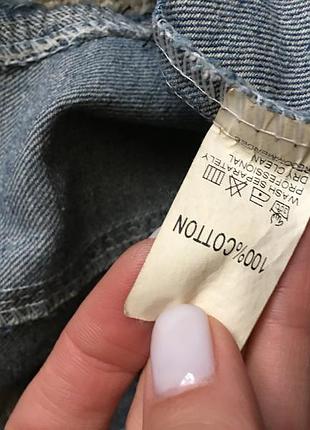 100%COTTON
WASH SEPARATELY
PROFESSIONAL
DRY CLEAN